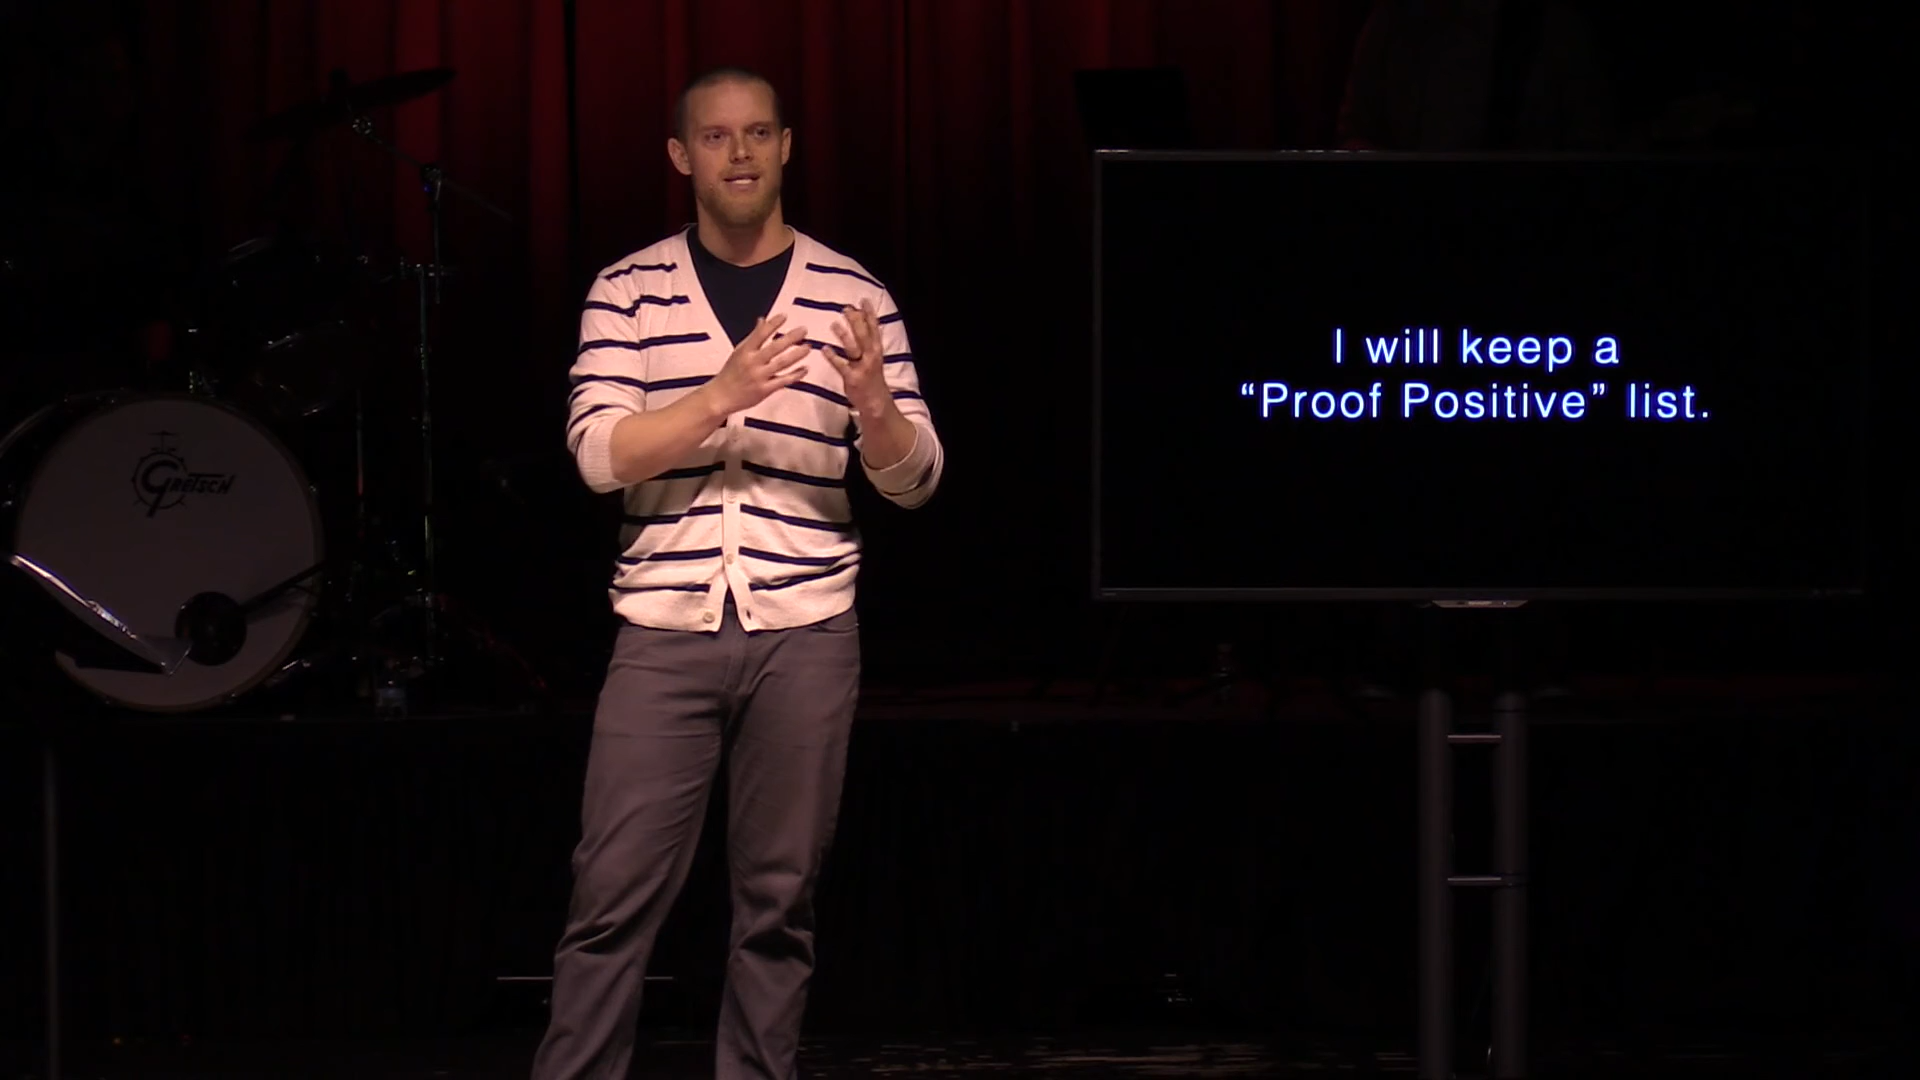 GRETSCH
I will keep a
“Proof Positive” list.